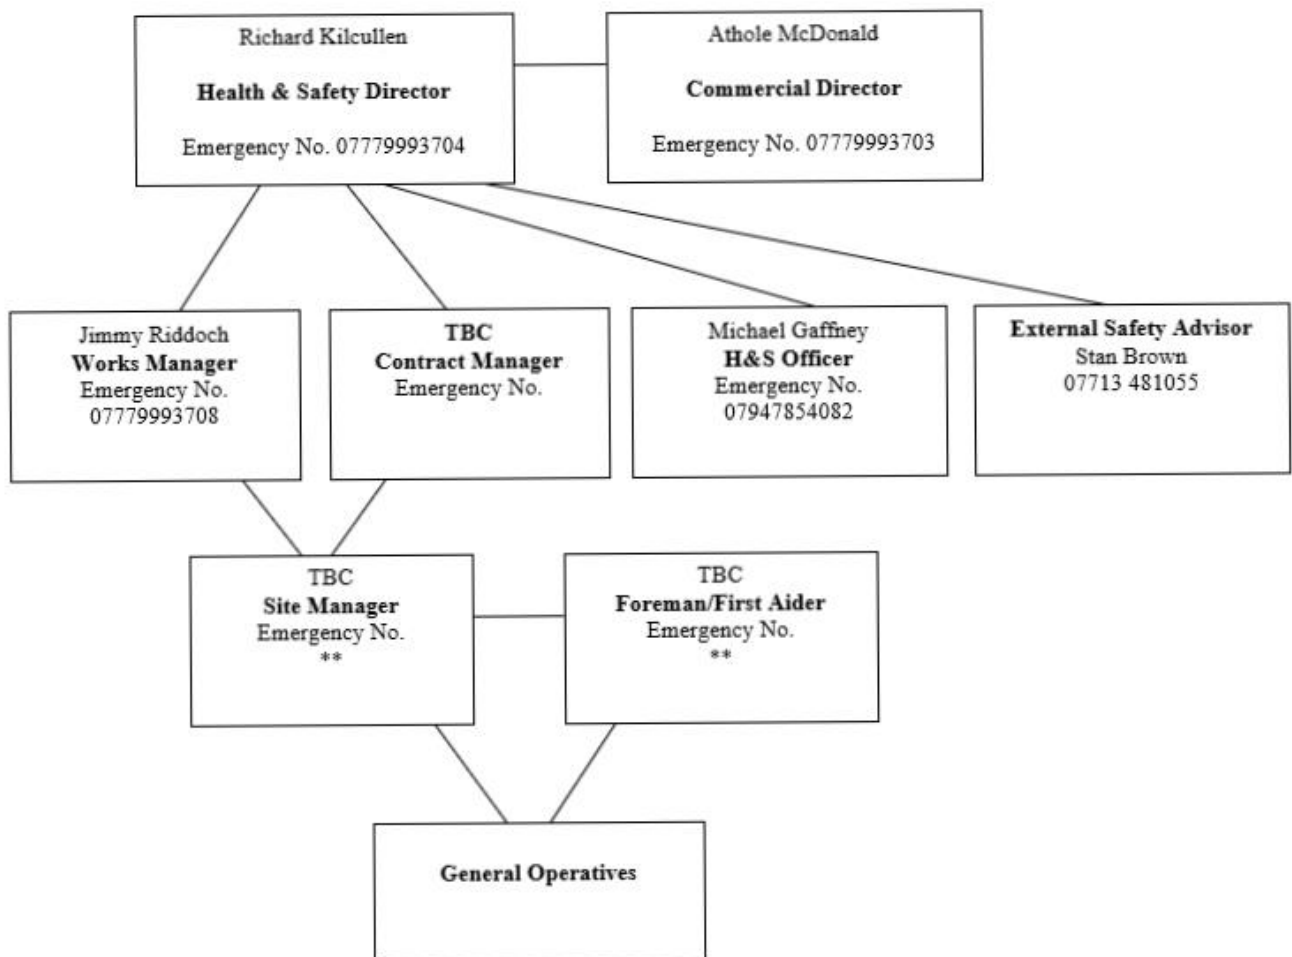 Richard Kilcullen
Health & Safety Director
Emergency No. 07779993704
Athole McDonald
Commercial Director
Emergency No. 07779993703
Jimmy Riddoch
Works Manager
Emergency No.
07779993708
TBC
Contract Manager
Emergency No.
Michael Gaffney
H&S Officer
Emergency No.
07947854082
External Safety Advisor
Stan Brown
07713 481055
TBC
Site Manager
Emergency No.
**
TBC
Foreman/First Aider
Emergency No.
**
General Operatives